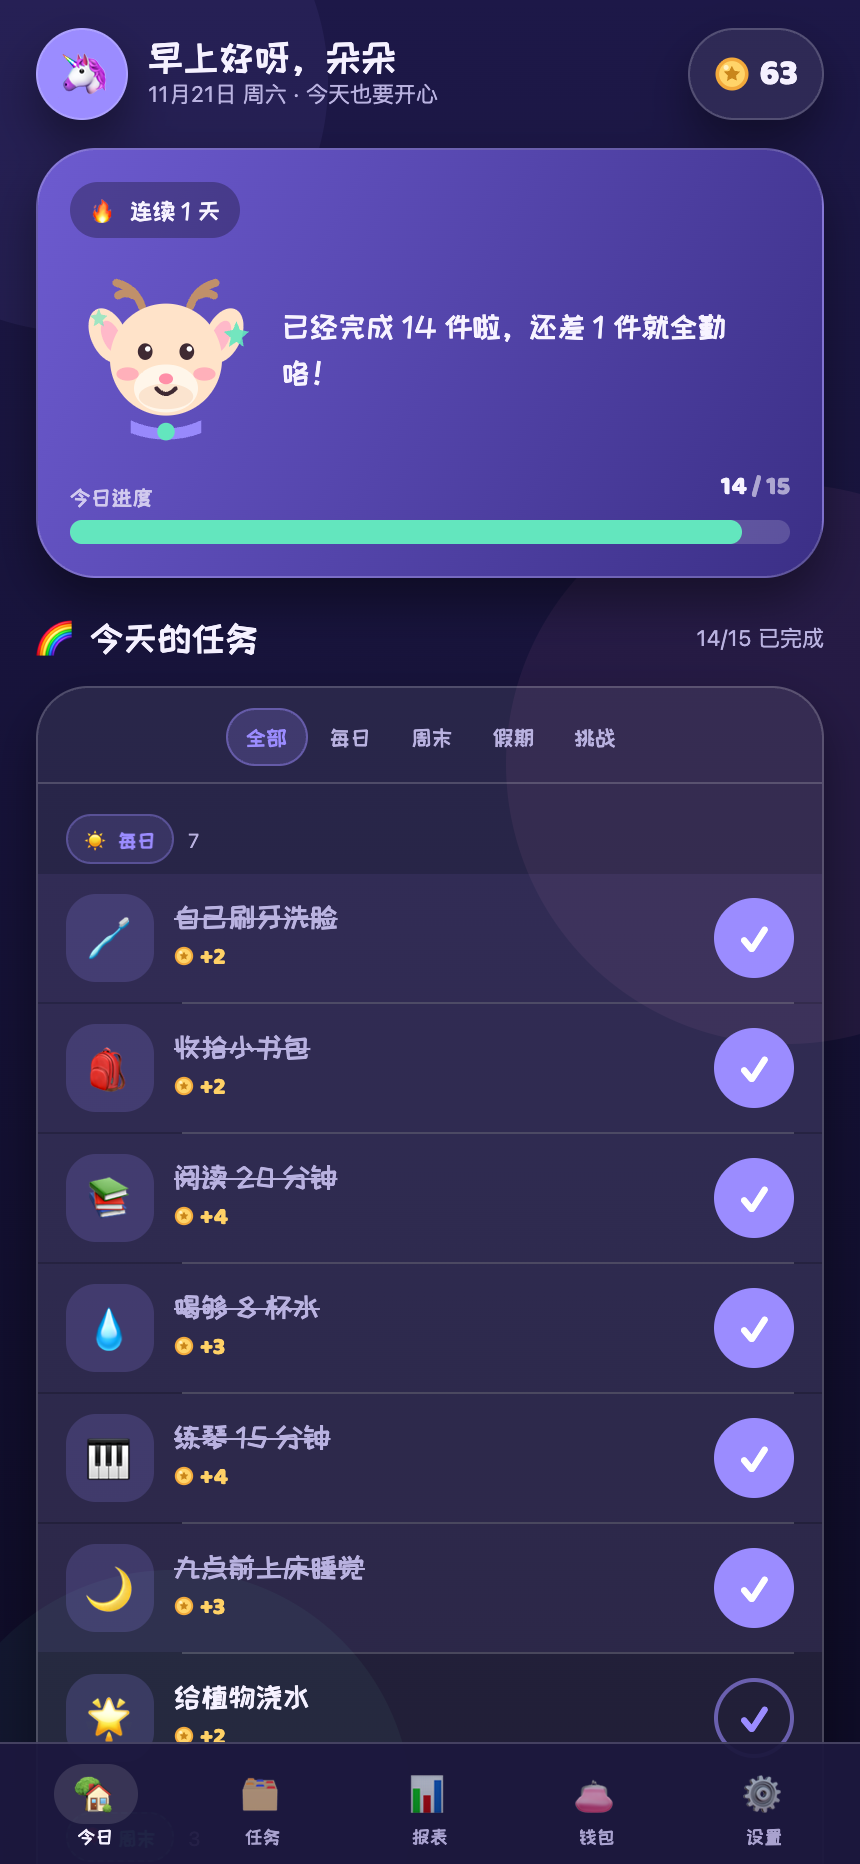 早上好呀，朵朵
11月21日 周六 · 今天也要开心
63
连续 1 天
已经完成 14 件啦，还差 1 件就全勤
咯！
今日进度
14 / 15
今天的任务
14/15 已完成
全部 每日 周末 假期 挑战
每日 7
自己刷牙洗脸
+2
收拾小书包
+2
阅读 20 分钟
+4
喝够 8 杯水
+3
练琴 15 分钟
+4
九点前上床睡觉
+3
给植物浇水
+2
周末 3
今日 任务 报表 钱包 设置